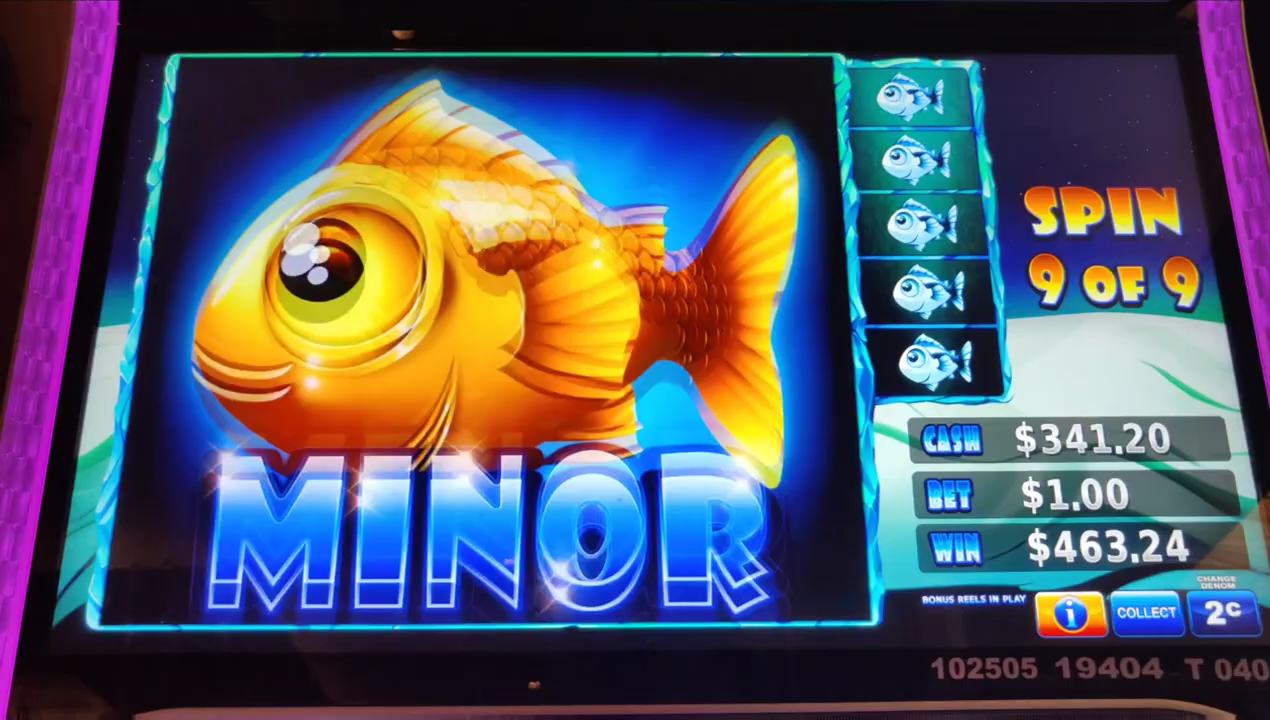 MINOR
SPIN
9 OF 9
CASH $341.20
BET $1.00
WIN $463.24
CHANGE
DENOM
BONUS REELS IN PLAY
i
COLLECT
2¢
102505 19404 T 040